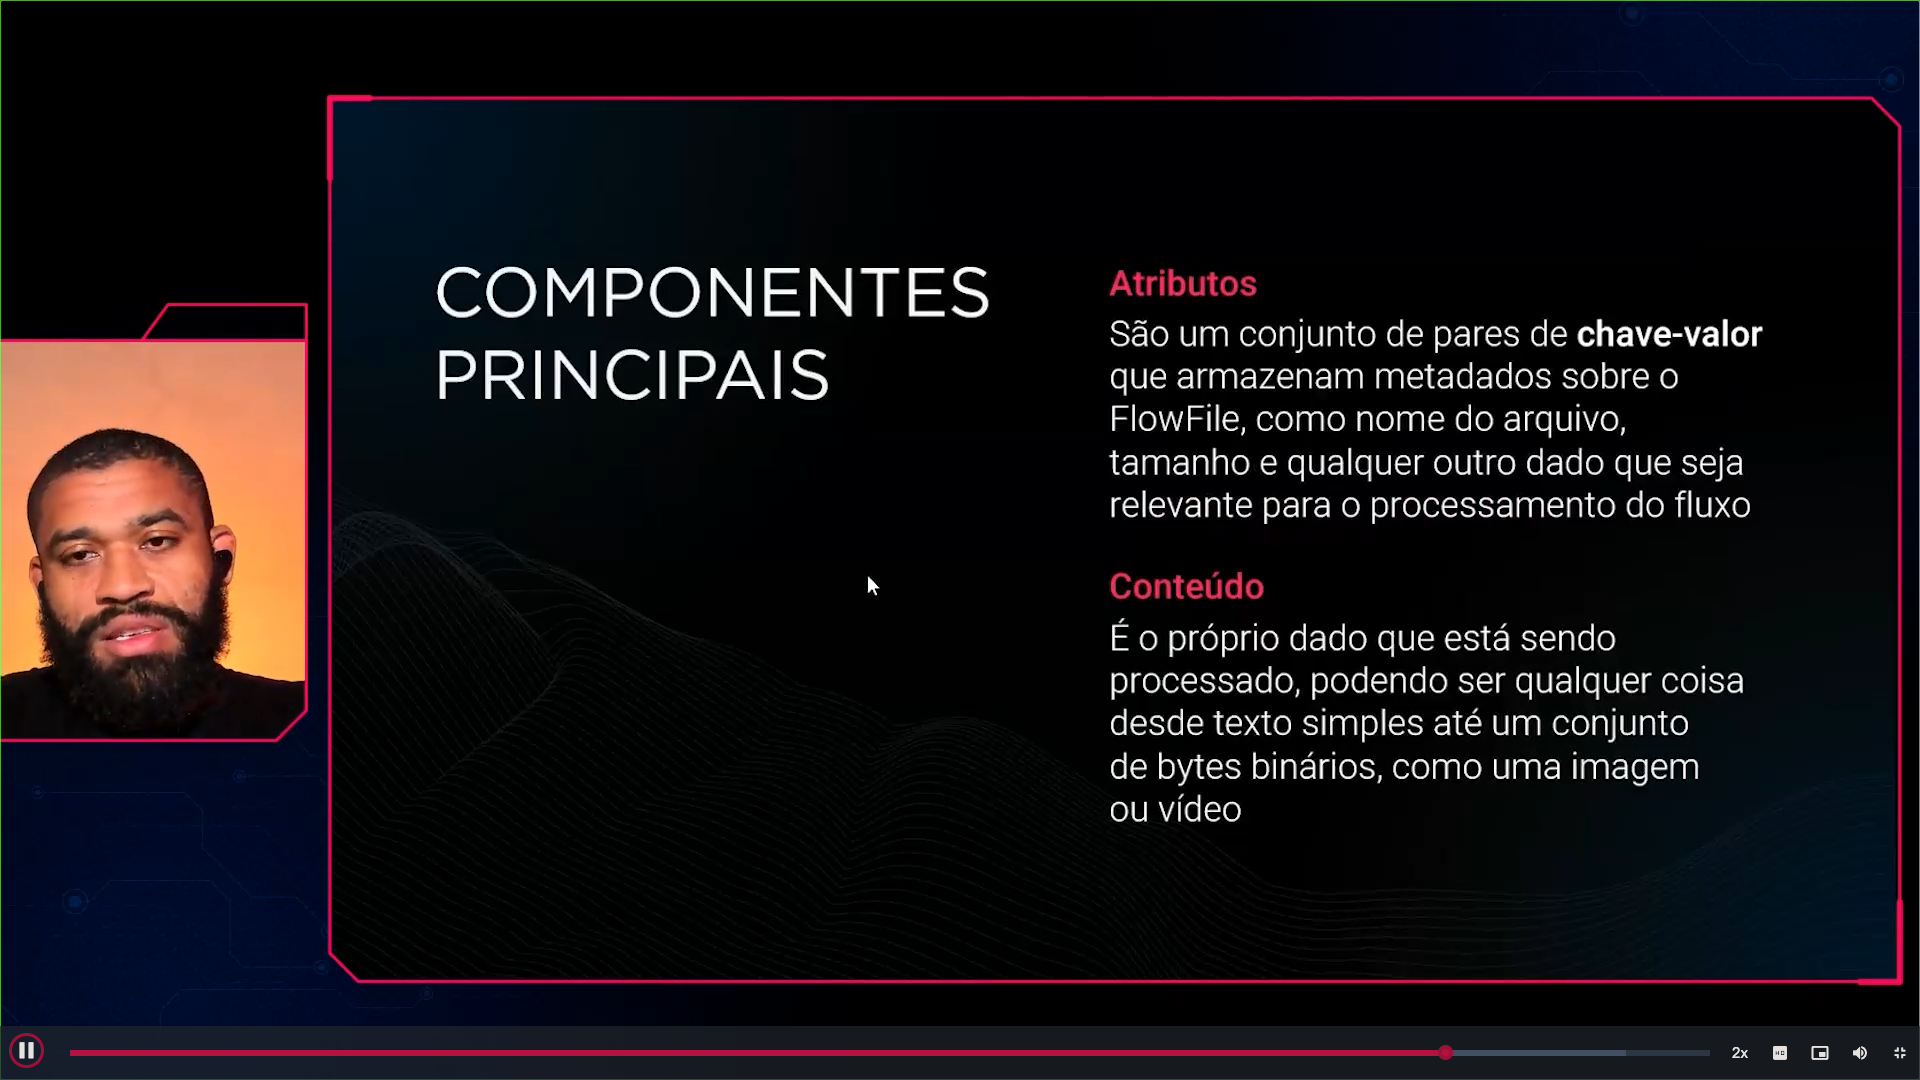 COMPONENTES
PRINCIPAIS
Atributos
São um conjunto de pares de chave-valor
que armazenam metadados sobre o
FlowFile, como nome do arquivo,
tamanho e qualquer outro dado que seja
relevante para o processamento do fluxo
Conteúdo
É o próprio dado que está sendo
processado, podendo ser qualquer coisa
desde texto simples até um conjunto
de bytes binários, como uma imagem
ou vídeo
2x
HD